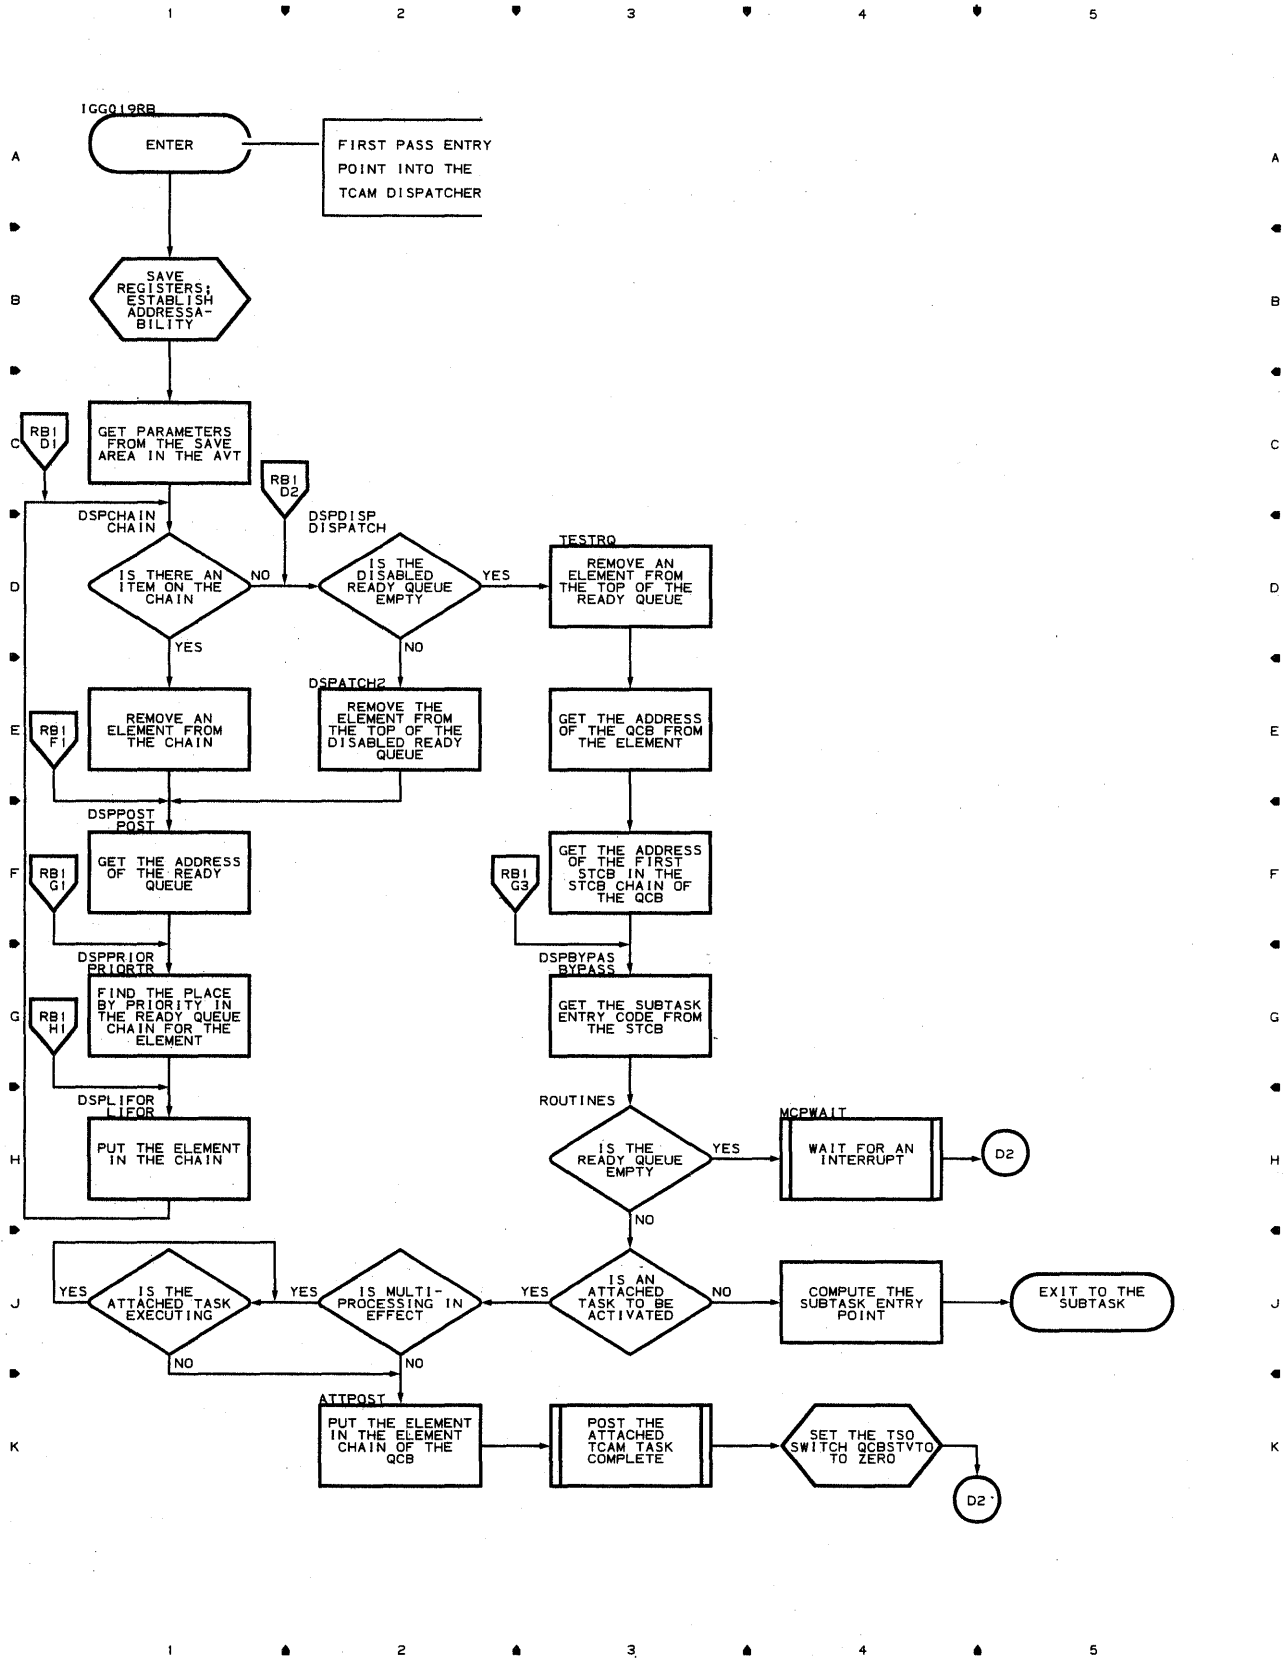 1 2 3 4 5
IGG019RB
ENTER
FIRST PASS ENTRY
POINT INTO THE
TCAM DISPATCHER
A A
SAVE
REGISTERS;
ESTABLISH
ADDRESSA-
BILITY
B B
GET PARAMETERS
FROM THE SAVE
AREA IN THE AVT
RB1
D1
C C
RB1
D2
DSPCHAIN
CHAIN
DSPDISP
DISPATCH
TESTRQ
IS THERE AN
ITEM ON THE
CHAIN
NO
YES
IS THE
DISABLED
READY QUEUE
EMPTY
YES
NO
REMOVE AN
ELEMENT FROM
THE TOP OF THE
READY QUEUE
D D
RB1
F1
REMOVE AN
ELEMENT FROM
THE CHAIN
DSPATCH2
REMOVE THE
ELEMENT FROM
THE TOP OF THE
DISABLED READY
QUEUE
GET THE ADDRESS
OF THE QCB FROM
THE ELEMENT
E E
DSPPOST
POST
RB1
G1
GET THE ADDRESS
OF THE READY
QUEUE
RB1
G3
GET THE ADDRESS
OF THE FIRST
STCB IN THE
STCB CHAIN OF
THE QCB
F F
DSPPRIOR
PRIORTR
DSPBYPAS
BYPASS
RB1
H1
FIND THE PLACE
BY PRIORITY IN
THE READY QUEUE
CHAIN FOR THE
ELEMENT
GET THE SUBTASK
ENTRY CODE FROM
THE STCB
G G
DSPLIFOR
LIFOR
ROUTINES
MCPWAIT
PUT THE ELEMENT
IN THE CHAIN
IS THE
READY QUEUE
EMPTY
YES
NO
WAIT FOR AN
INTERRUPT
D2
H H
YES
IS THE
ATTACHED TASK
EXECUTING
NO
YES
IS MULTI-
PROCESSING IN
EFFECT
NO
YES
IS AN
ATTACHED
TASK TO BE
ACTIVATED
NO
COMPUTE THE
SUBTASK ENTRY
POINT
EXIT TO THE
SUBTASK
J J
ATTPOST
PUT THE ELEMENT
IN THE ELEMENT
CHAIN OF THE
QCB
POST THE
ATTACHED
TCAM TASK
COMPLETE
SET THE TSO
SWITCH QCBSTVTO
TO ZERO
K K
D2
1 2 3 4 5